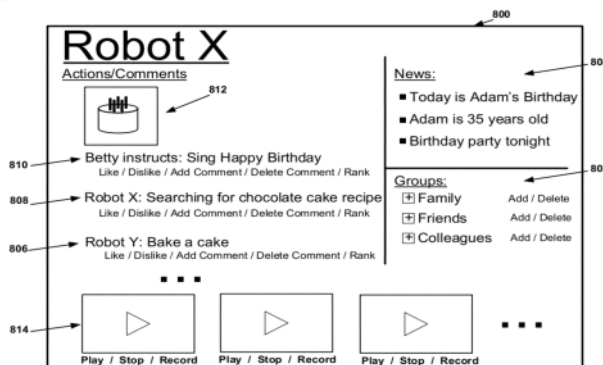 800
Robot X
Actions/Comments
812
810
Betty instructs: Sing Happy Birthday
Like / Dislike / Add Comment / Delete Comment / Rank
808
Robot X: Searching for chocolate cake recipe
Like / Dislike / Add Comment / Delete Comment / Rank
806
Robot Y: Bake a cake
Like / Dislike / Add Comment / Delete Comment / Rank
News:
Today is Adam's Birthday
Adam is 35 years old
Birthday party tonight
Groups:
Family Add / Delete
Friends Add / Delete
Colleagues Add / Delete
814
Play / Stop / Record Play / Stop / Record Play / Stop / Record